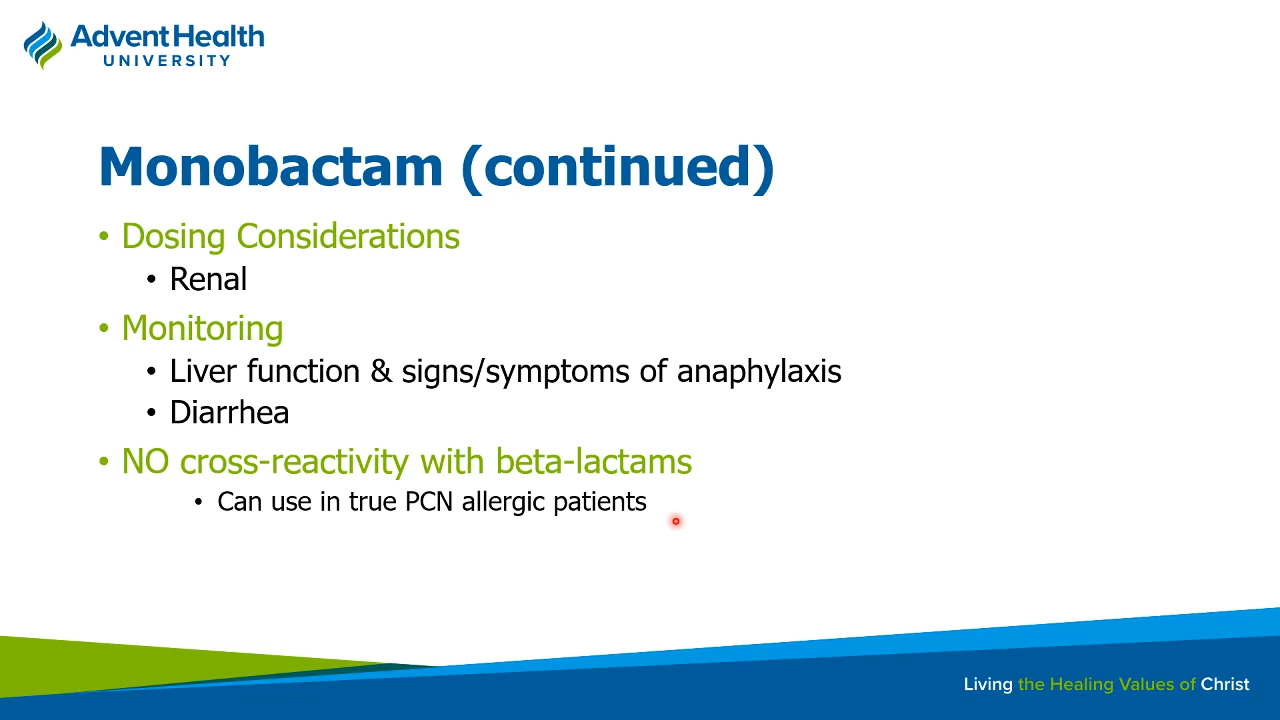 AdventHealth
UNIVERSITY
Monobactam (continued)
• Dosing Considerations
• Renal
• Monitoring
• Liver function & signs/symptoms of anaphylaxis
• Diarrhea
• NO cross-reactivity with beta-lactams
• Can use in true PCN allergic patients
Living the Healing Values of Christ